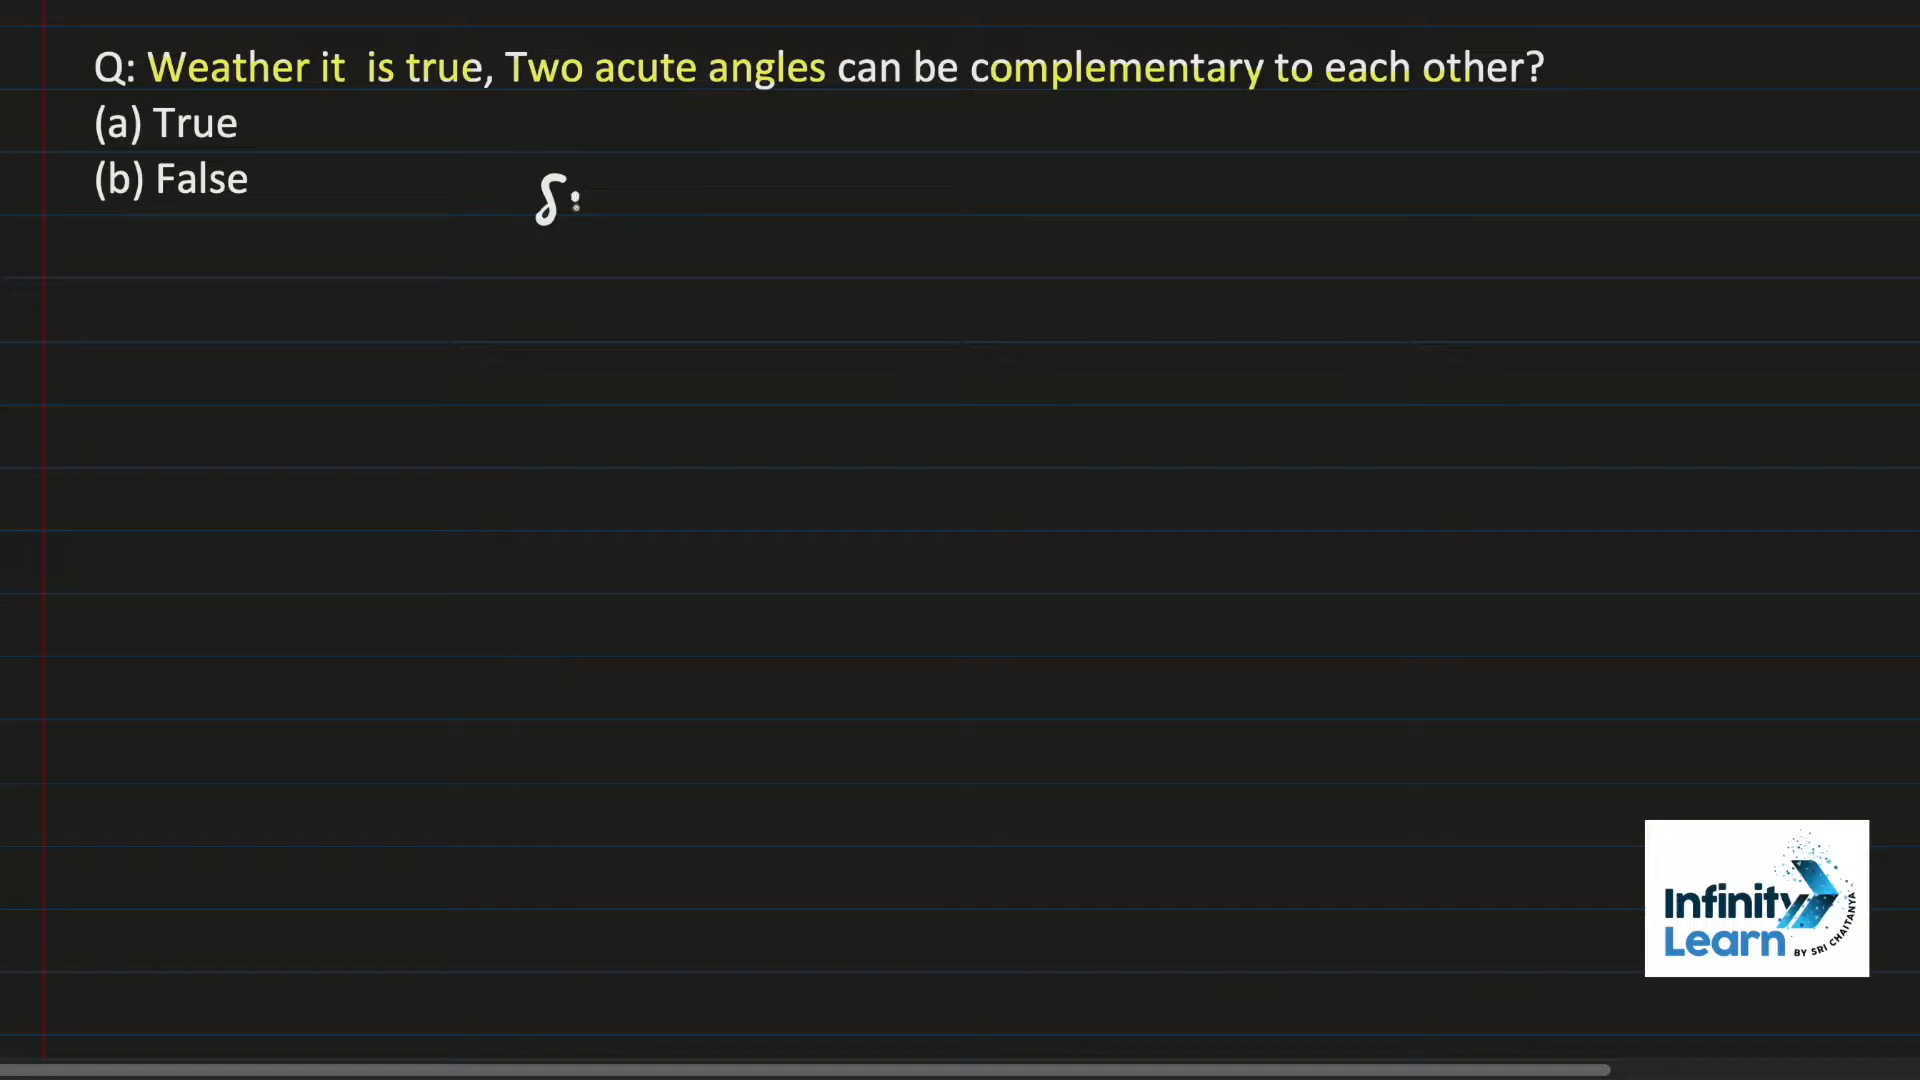 Q: Weather it is true, Two acute angles can be complementary to each other?
(a) True
(b) False
S:
Infinity
Learn
BY SRI CHAITANYA